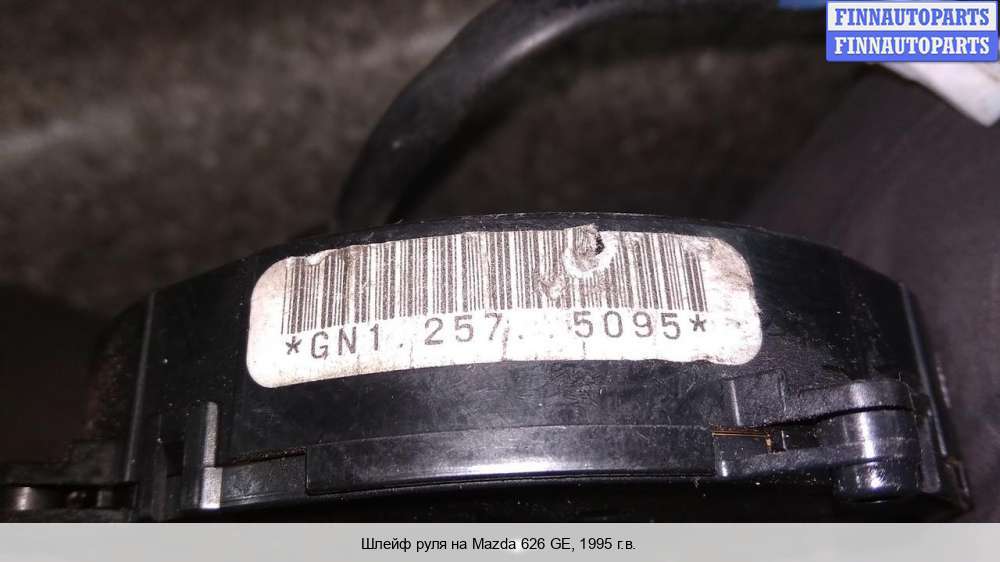 FINNAUTOPARTS
FINNAUTOPARTS
*GN1.257..5095*
Шлейф руля на Mazda 626 GE, 1995 г.в.